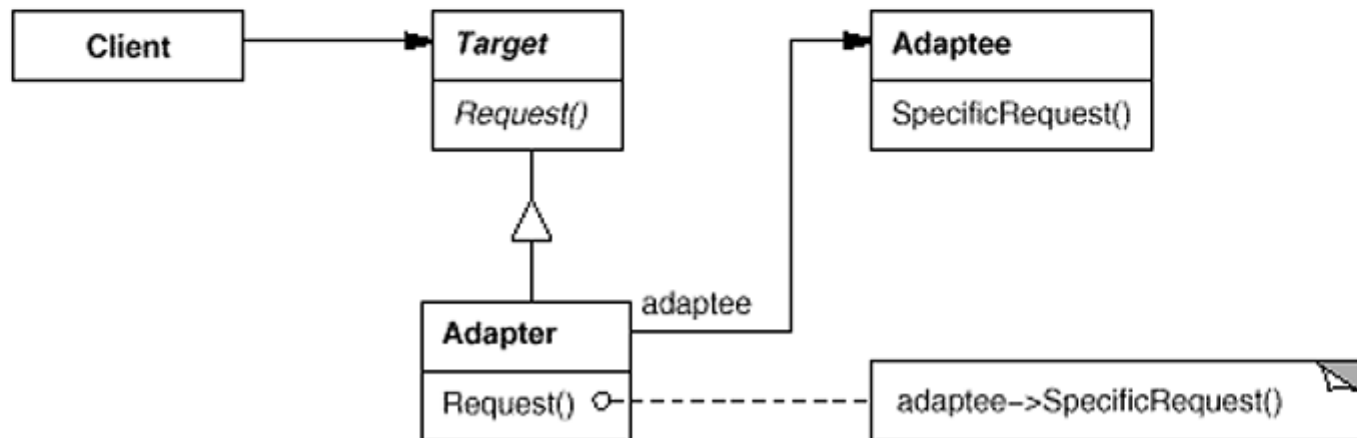 Client
Target
Request()
Adaptee
SpecificRequest()
adaptee
Adapter
Request()
adaptee->SpecificRequest()